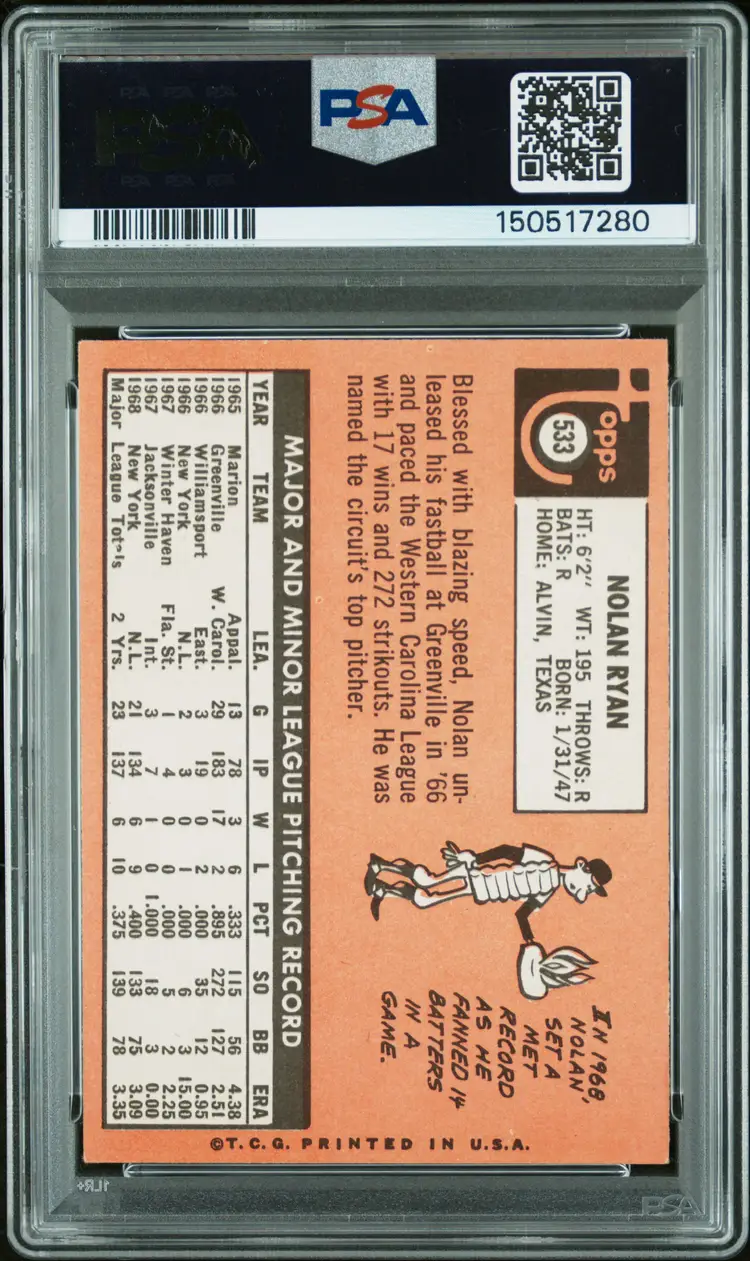 PSA
150517280
Topps
533
NOLAN RYAN
HT: 6'2" WT: 195 THROWS: R
BATS: R BORN: 1/31/47
HOME: ALVIN, TEXAS
Blessed with blazing speed, Nolan un-
leased his fastball at Greenville in '66
and paced the Western Carolina League
with 17 wins and 272 strikouts. He was
named the circuit's top pitcher.
IN 1968,
NOLAN
SET A
MET
RECORD
AS HE
FANNED 14
BATTERS
IN A
GAME.
MAJOR AND MINOR LEAGUE PITCHING RECORD
YEAR TEAM LEA. G IP W L PCT SO BB ERA
1965 Marion Appal. 13 78 3 6 .333 115 56 4.38
1966 Greenville W. Carol. 29 183 17 2 .895 272 127 2.51
1966 Williamsport East. 3 19 0 2 .000 35 12 0.95
1966 New York N.L. 2 3 0 1 .000 6 3 15.00
1967 Winter Haven Fla. St. 1 4 0 0 .000 5 2 2.25
1967 Jacksonville Int. 3 7 1 0 1.000 18 3 0.00
1968 New York N.L. 21 134 6 9 .400 133 75 3.09
Major League Tot'ls 2 Yrs. 23 137 6 10 .375 139 78 3.35
©T.C.G. PRINTED IN U.S.A.
1LR+
PSA